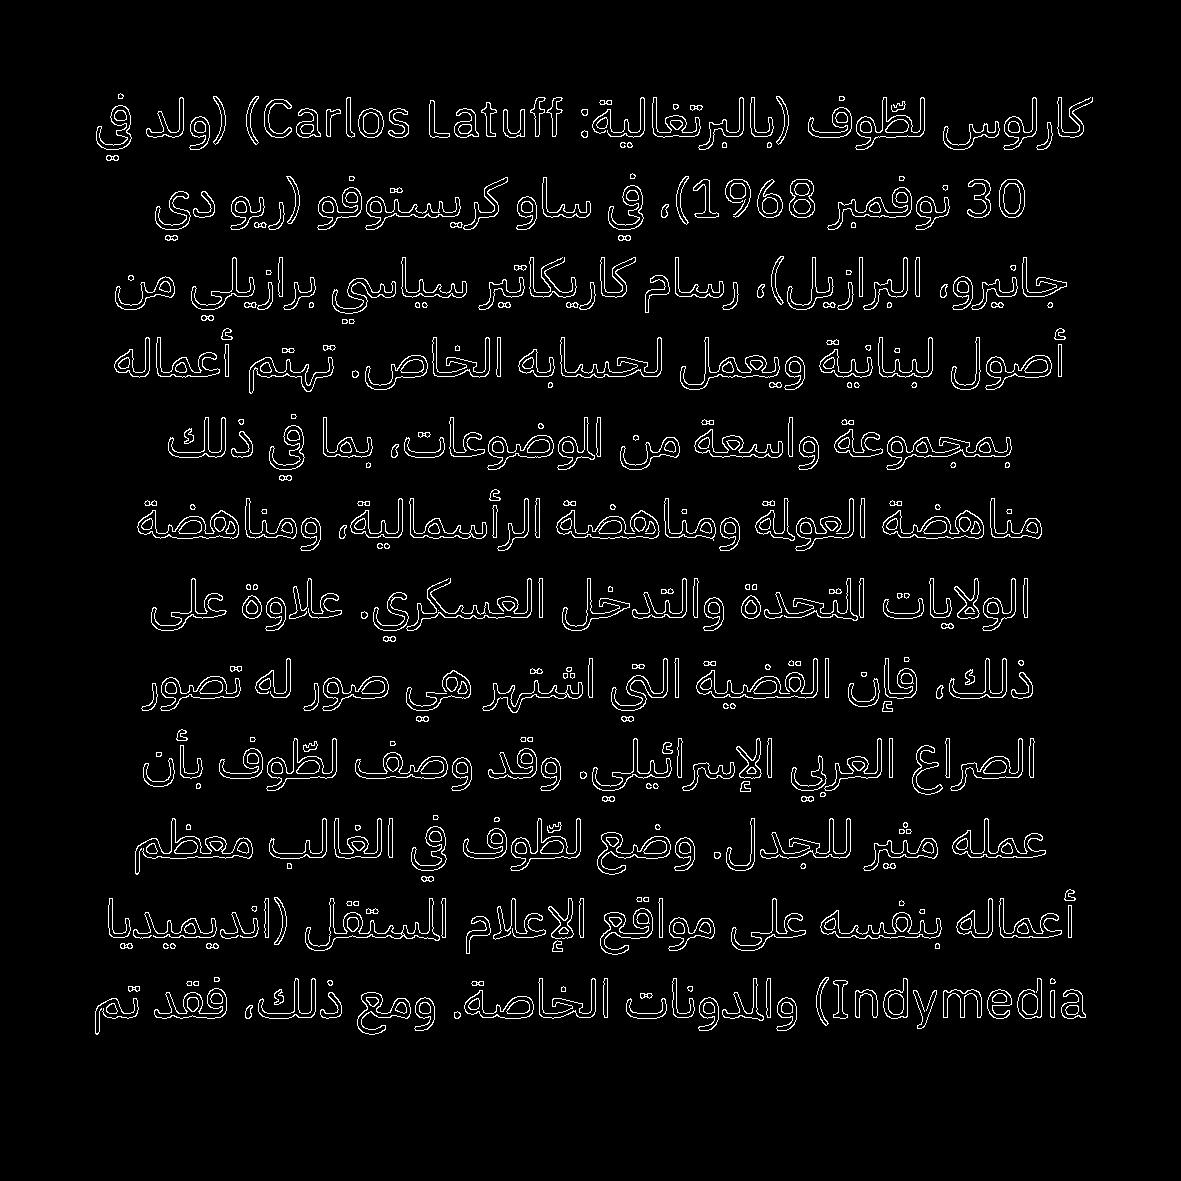 كارلوس لطّوف (بالبرتغالية: Carlos Latuff) (ولد في
30 نوفمبر 1968)، في ساو كريستوفو (ريو دي
جانيرو، البرازيل)، رسام كاريكاتير سياسي برازيلي من
أصول لبنانية ويعمل لحسابه الخاص. تهتم أعماله
بمجموعة واسعة من الموضوعات، بما في ذلك
مناهضة العولمة ومناهضة الرأسمالية، ومناهضة
الولايات المتحدة والتدخل العسكري. علاوة على
ذلك، فإن القضية التي اشتهر هي صور له تصور
الصراع العربي الإسرائيلي. وقد وصف لطّوف بأن
عمله مثير للجدل. وضع لطّوف في الغالب معظم
أعماله بنفسه على مواقع الإعلام المستقل (انديميديا
Indymedia) والمدونات الخاصة. ومع ذلك، فقد تم